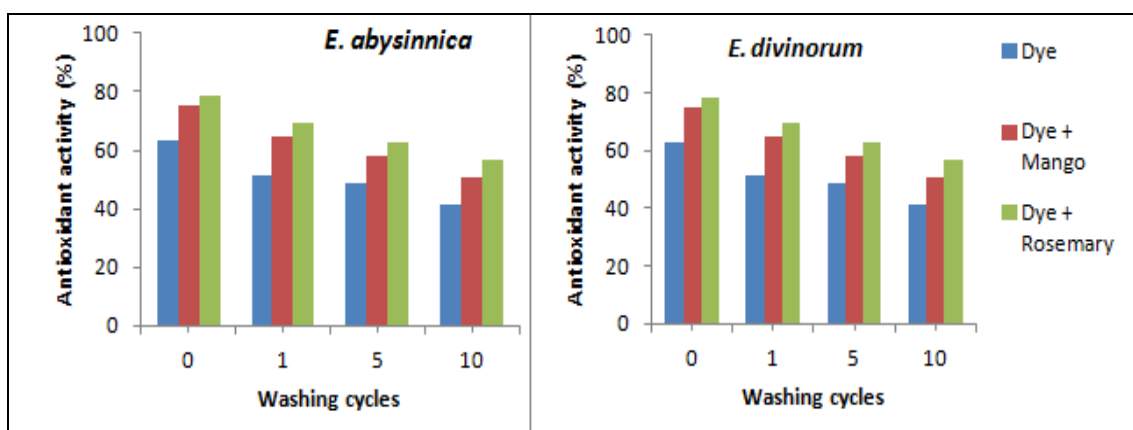 E. abysinnica
Antioxidant activity (%)
100
80
60
40
20
0
0 1 5 10
Washing cycles
E. divinorum
Antioxidant activity (%)
100
80
60
40
20
0
0 1 5 10
Washing cycles
Dye
Dye +
Mango
Dye +
Rosemary